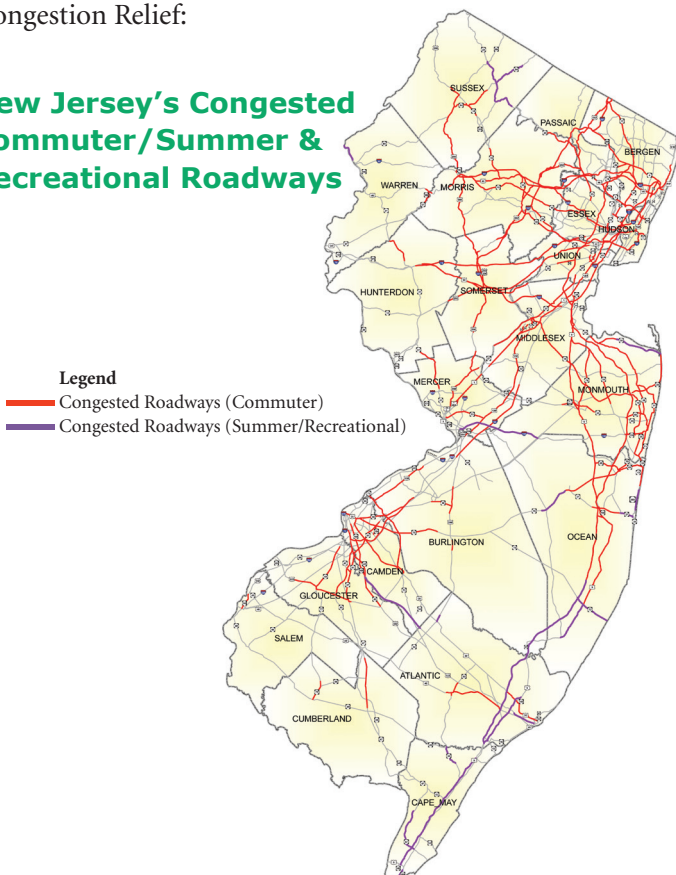 ongestion Relief:
ew Jersey's Congested
ommuter/Summer &
ecreational Roadways
SUSSEX
PASSAIC
BERGEN
WARREN
MORRIS
ESSEX
HUDSON
UNION
HUNTERDON
SOMERSET
MIDDLESEX
MERCER
MONMOUTH
Legend
Congested Roadways (Commuter)
Congested Roadways (Summer/Recreational)
BURLINGTON
OCEAN
CAMDEN
GLOUCESTER
SALEM
ATLANTIC
CUMBERLAND
CAPE MAY